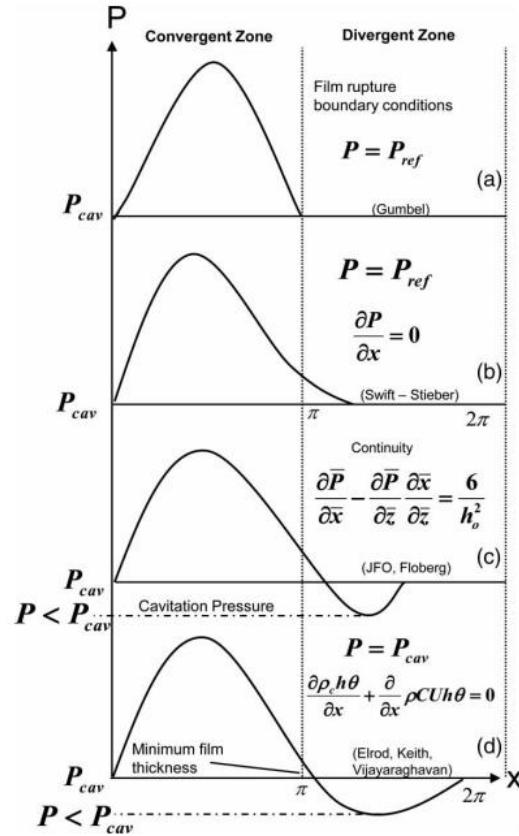 P
Convergent Zone Divergent Zone
Film rupture
boundary conditions
P = P_ref
(a)
P_cav
(Gumbel)
P = P_ref
∂P/∂x = 0
(b)
(Swift – Stieber)
P_cav
π 2π
Continuity
∂P̅/∂x̅ − ∂P̅/∂z̅ ∂x̅/∂z̅ = 6/h_o^2
(c)
P_cav
(JFO, Floberg)
P < P_cav
Cavitation Pressure
P = P_cav
∂ρ_c hθ/∂x + ∂/∂x ρCUhθ = 0
Minimum film
thickness
(Elrod, Keith,
Vijayaraghavan)
(d)
P_cav
π 2π
X
P < P_cav